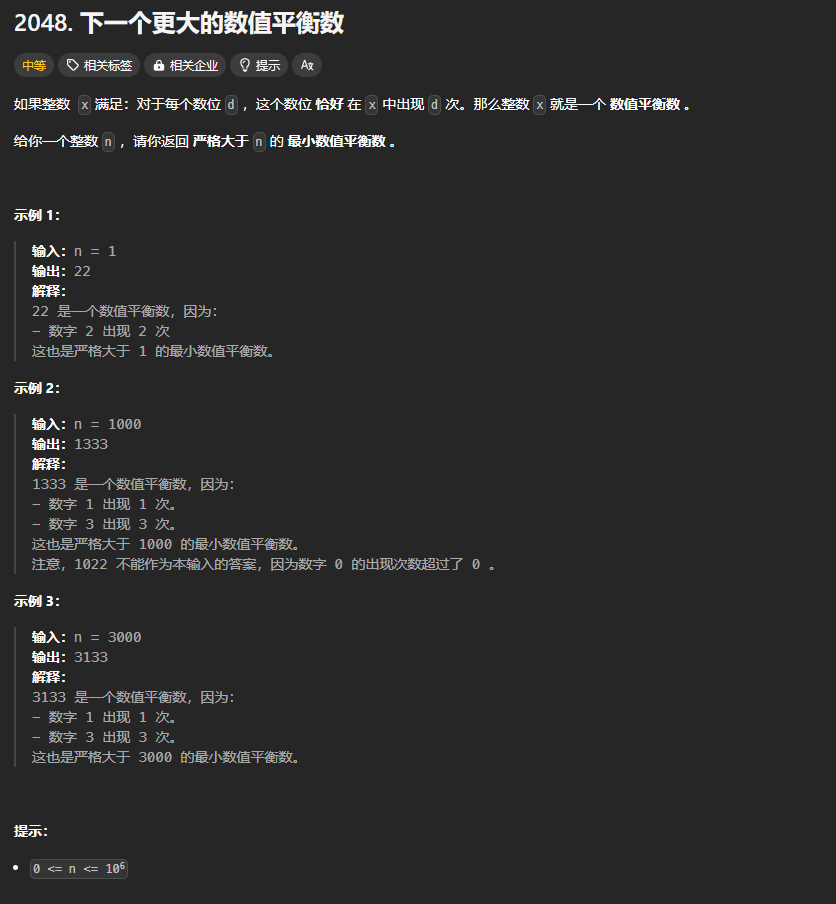 2048. 下一个更大的数值平衡数
中等 相关标签 相关企业 提示 Aあ
如果整数 x 满足：对于每个数位 d ，这个数位 恰好 在 x 中出现 d 次。那么整数 x 就是一个 数值平衡数 。
给你一个整数 n ，请你返回 严格大于 n 的 最小数值平衡数 。
示例 1：
输入：n = 1
输出：22
解释：
22 是一个数值平衡数，因为：
- 数字 2 出现 2 次
这也是严格大于 1 的最小数值平衡数。
示例 2：
输入：n = 1000
输出：1333
解释：
1333 是一个数值平衡数，因为：
- 数字 1 出现 1 次。
- 数字 3 出现 3 次。
这也是严格大于 1000 的最小数值平衡数。
注意，1022 不能作为本输入的答案，因为数字 0 的出现次数超过了 0 。
示例 3：
输入：n = 3000
输出：3133
解释：
3133 是一个数值平衡数，因为：
- 数字 1 出现 1 次。
- 数字 3 出现 3 次。
这也是严格大于 3000 的最小数值平衡数。
提示：
• 0 <= n <= 10⁶